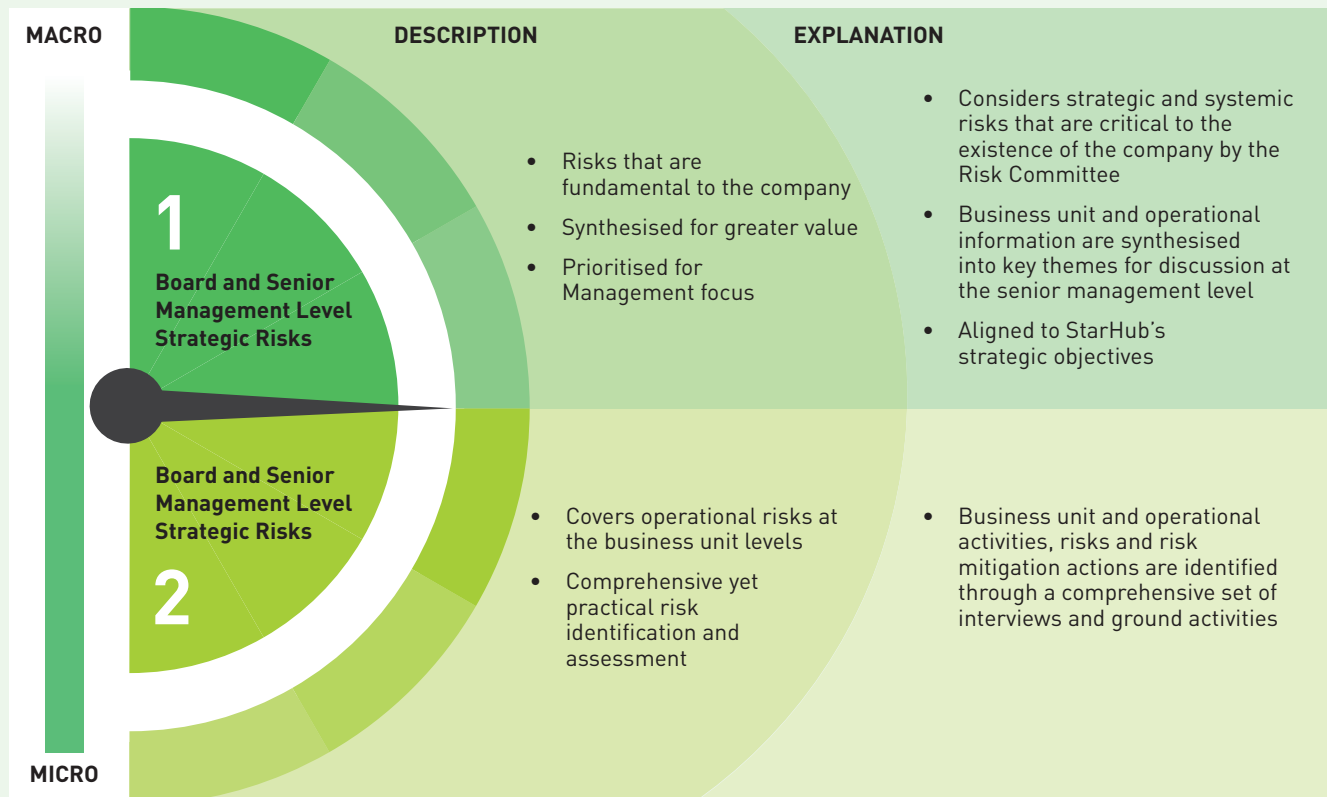 MACRO
DESCRIPTION
EXPLANATION
1
Board and Senior
Management Level
Strategic Risks
• Risks that are
fundamental to the company
• Synthesised for greater value
• Prioritised for
Management focus
• Considers strategic and systemic
risks that are critical to the
existence of the company by the
Risk Committee
• Business unit and operational
information are synthesised
into key themes for discussion at
the senior management level
• Aligned to StarHub’s
strategic objectives
Board and Senior
Management Level
Strategic Risks
2
• Covers operational risks at
the business unit levels
• Comprehensive yet
practical risk
identification and
assessment
• Business unit and operational
activities, risks and risk
mitigation actions are identified
through a comprehensive set of
interviews and ground activities
MICRO